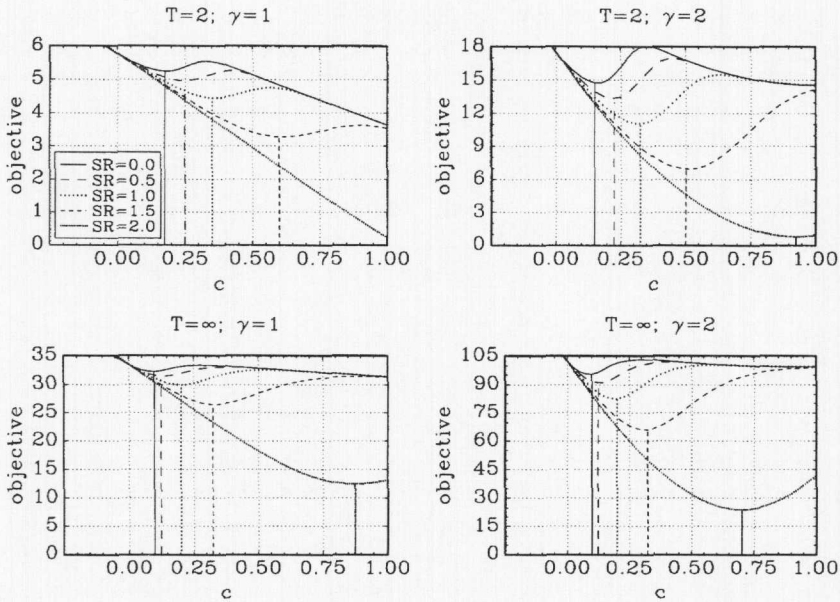 T=2; γ=1
T=2; γ=2
objective
6
5
4
3
2
1
0
SR=0.0
SR=0.5
SR=1.0
SR=1.5
SR=2.0
0.00 0.25 0.50 0.75 1.00
c
objective
18
15
12
9
6
3
0
0.00 0.25 0.50 0.75 1.00
c
T=∞; γ=1
T=∞; γ=2
objective
35
30
25
20
15
10
5
0
0.00 0.25 0.50 0.75 1.00
c
objective
105
90
75
60
45
30
15
0
0.00 0.25 0.50 0.75 1.00
c